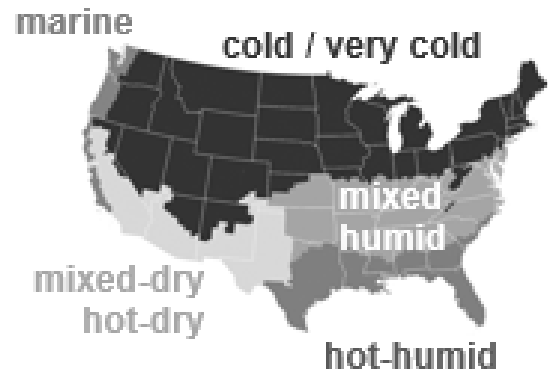 marine
cold / very cold
mixed
humid
mixed-dry
hot-dry
hot-humid